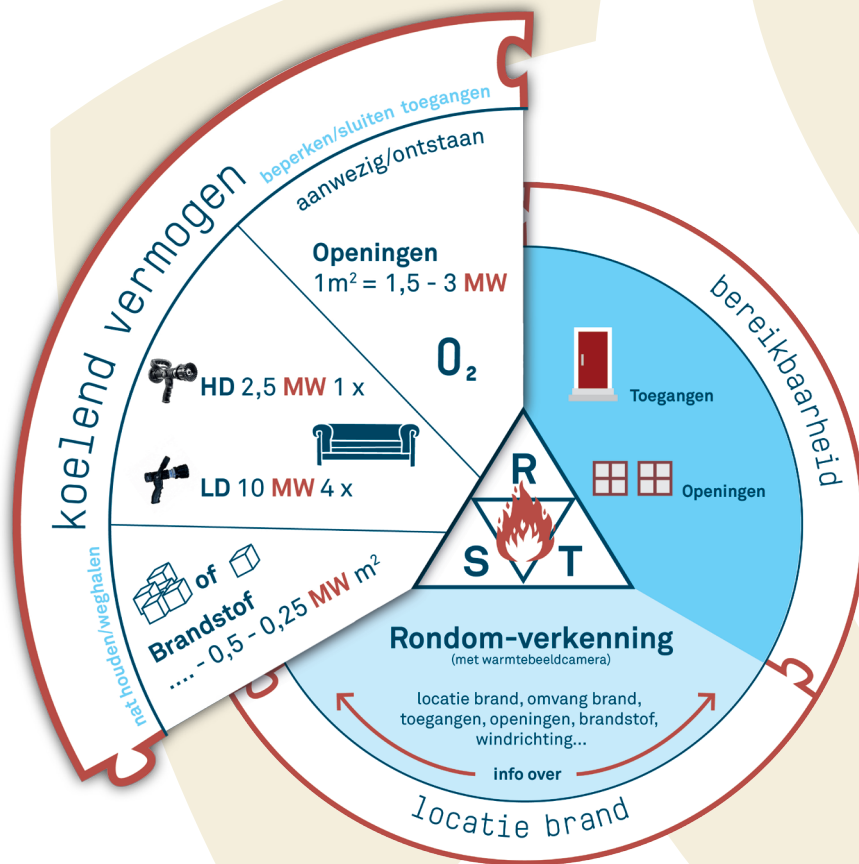 koelend vermogen
beperken/sluiten toegangen
aanwezig/ontstaan
Openingen
1m² = 1,5 - 3 MW
O₂
HD 2,5 MW 1 x
LD 10 MW 4 x
nat houden/weghalen
of
Brandstof
.... - 0,5 - 0,25 MW m²
bereikbaarheid
Toegangen
Openingen
R
S T
Rondom-verkenning
(met warmtebeeldcamera)
locatie brand, omvang brand,
toegangen, openingen, brandstof,
windrichting...
info over
locatie brand